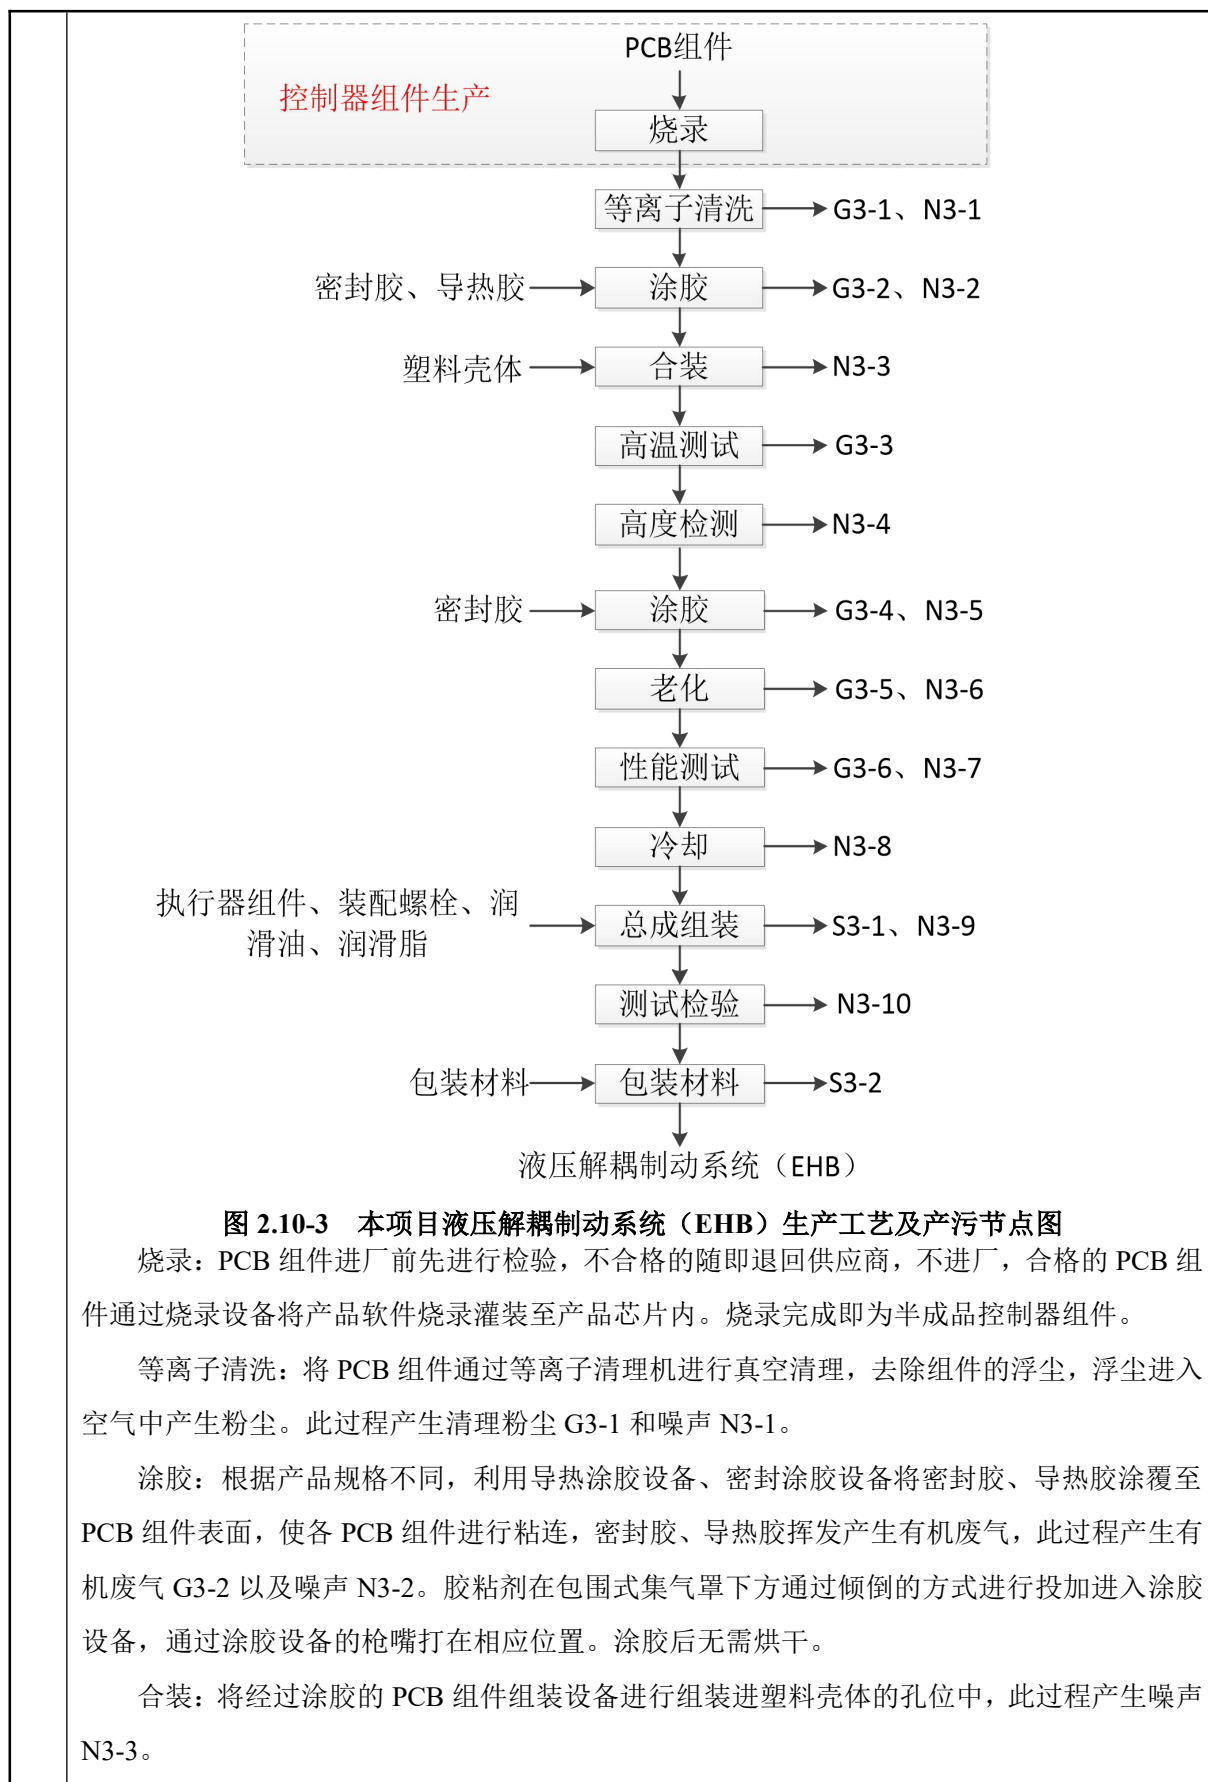 PCB组件
控制器组件生产
烧录
等离子清洗
G3-1、N3-1
密封胶、导热胶
涂胶
G3-2、N3-2
塑料壳体
合装
N3-3
高温测试
G3-3
高度检测
N3-4
密封胶
涂胶
G3-4、N3-5
老化
G3-5、N3-6
性能测试
G3-6、N3-7
冷却
N3-8
执行器组件、装配螺栓、润
滑油、润滑脂
总成组装
S3-1、N3-9
测试检验
N3-10
包装材料
包装材料
S3-2
液压解耦制动系统（EHB）
图 2.10-3 本项目液压解耦制动系统（EHB）生产工艺及产污节点图
烧录：PCB 组件进厂前先进行检验，不合格的随即退回供应商，不进厂，合格的 PCB 组
件通过烧录设备将产品软件烧录灌装至产品芯片内。烧录完成即为半成品控制器组件。
等离子清洗：将 PCB 组件通过等离子清理机进行真空清理，去除组件的浮尘，浮尘进入
空气中产生粉尘。此过程产生清理粉尘 G3-1 和噪声 N3-1。
涂胶：根据产品规格不同，利用导热涂胶设备、密封涂胶设备将密封胶、导热胶涂覆至
PCB 组件表面，使各 PCB 组件进行粘连，密封胶、导热胶挥发产生有机废气，此过程产生有
机废气 G3-2 以及噪声 N3-2。胶粘剂在包围式集气罩下方通过倾倒的方式进行投加进入涂胶
设备，通过涂胶设备的枪嘴打在相应位置。涂胶后无需烘干。
合装：将经过涂胶的 PCB 组件组装设备进行组装进塑料壳体的孔位中，此过程产生噪声
N3-3。